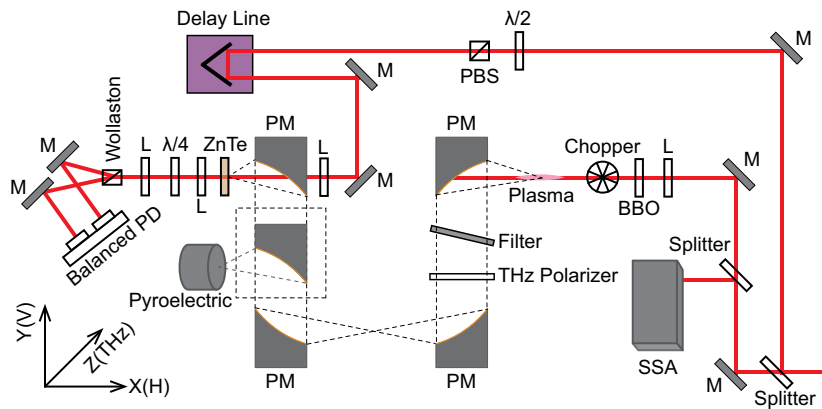 Delay Line
λ/2
M
PBS
M
Wollaston
L
λ/4
ZnTe
PM
L
PM
Chopper
M
M
M
L
M
Plasma
BBO
L
Balanced PD
Filter
Splitter
Pyroelectric
THz Polarizer
Y(V)
Z(THz)
X(H)
PM
PM
SSA
M
Splitter